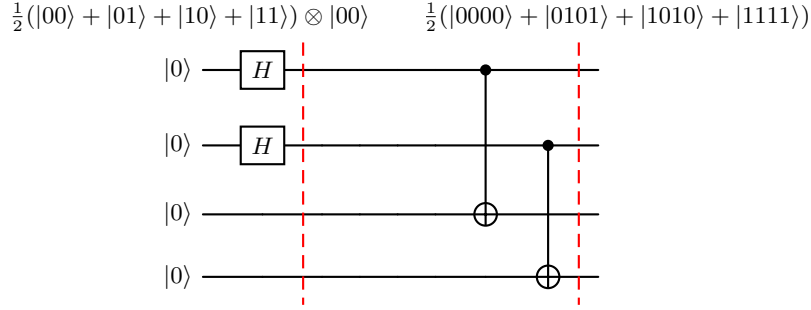 ½(|00⟩ + |01⟩ + |10⟩ + |11⟩) ⊗ |00⟩
½(|0000⟩ + |0101⟩ + |1010⟩ + |1111⟩)
|0⟩ H
|0⟩ H
|0⟩
|0⟩